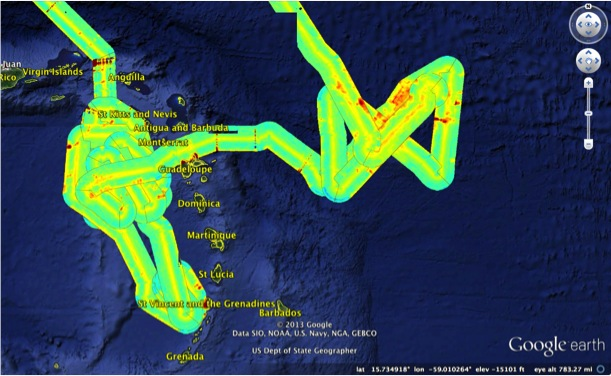 N
Juan
Rico
Virgin Islands
Anguilla
St Kitts and Nevis
Antigua and Barbuda
Montserrat
Guadeloupe
Dominica
Martinique
St Lucia
St Vincent and the Grenadines
Barbados
© 2013 Google
Data SIO, NOAA, U.S. Navy, NGA, GEBCO
US Dept of State Geographer
Grenada
Google earth
lat 15.734918° lon -59.010264° elev -15101 ft eye alt 783.27 mi